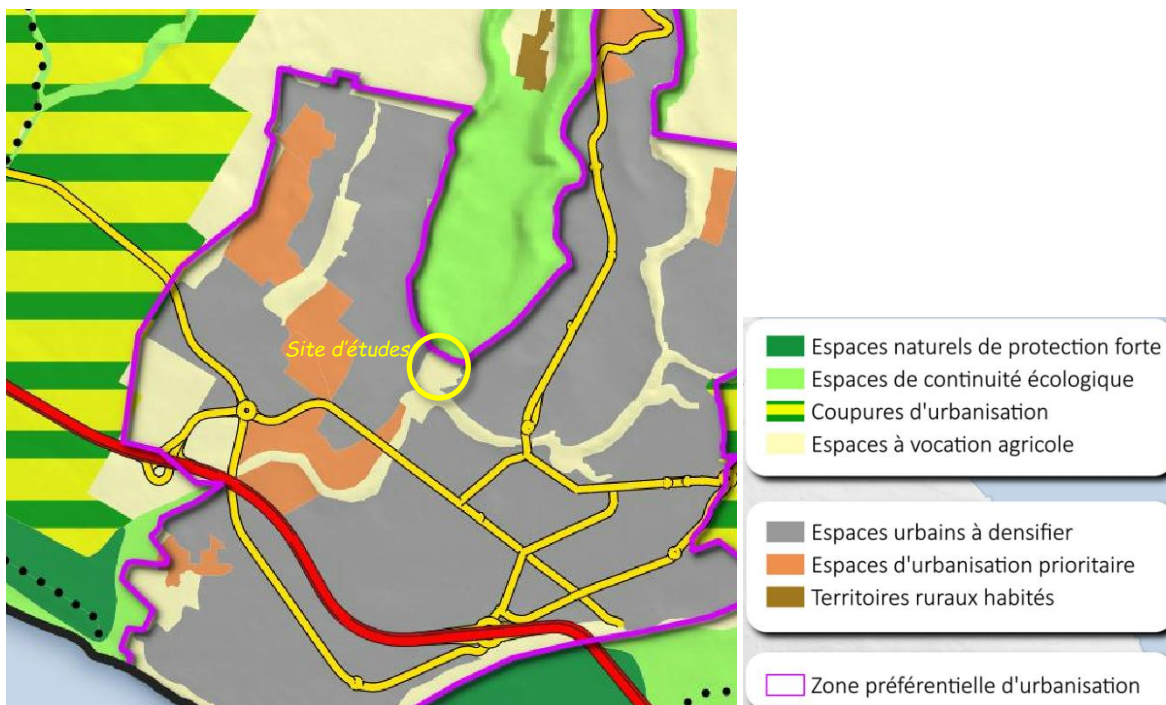 Site d'études
Espaces naturels de protection forte
Espaces de continuité écologique
Coupures d'urbanisation
Espaces à vocation agricole
Espaces urbains à densifier
Espaces d'urbanisation prioritaire
Territoires ruraux habités
Zone préférentielle d'urbanisation